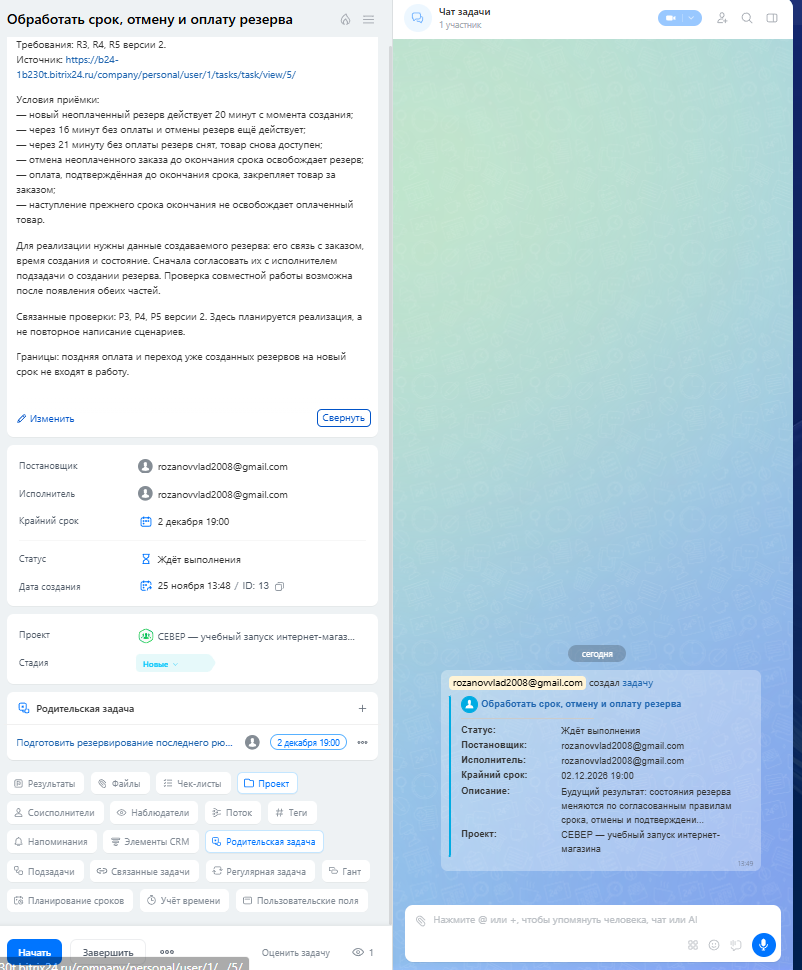 Обработать срок, отмену и оплату резерва
Требования: R3, R4, R5 версии 2.
Источник: https://b24-
1b230t.bitrix24.ru/company/personal/user/1/tasks/task/view/5/
Условия приёмки:
— новый неоплаченный резерв действует 20 минут с момента создания;
— через 16 минут без оплаты и отмены резерв ещё действует;
— через 21 минуту без оплаты резерв снят, товар снова доступен;
— отмена неоплаченного заказа до окончания срока освобождает резерв;
— оплата, подтверждённая до окончания срока, закрепляет товар за
заказом;
— наступление прежнего срока окончания не освобождает оплаченный
товар.
Для реализации нужны данные создаваемого резерва: его связь с заказом,
время создания и состояние. Сначала согласовать их с исполнителем
подзадачи о создании резерва. Проверка совместной работы возможна
после появления обеих частей.
Связанные проверки: P3, P4, P5 версии 2. Здесь планируется реализация, а
не повторное написание сценариев.
Границы: поздняя оплата и переход уже созданных резервов на новый
срок не входят в работу.
Изменить
Свернуть
Постановщик
rozanovvlad2008@gmail.com
Исполнитель
rozanovvlad2008@gmail.com
Крайний срок
2 декабря 19:00
Статус
Ждёт выполнения
Дата создания
25 ноября 13:48 / ID: 13
Проект
СЕВЕР — учебный запуск интернет-магаз...
Стадия
Новые
Родительская задача
Подготовить резервирование последнего рю...
2 декабря 19:00
Результаты
Файлы
Чек-листы
Проект
Соисполнители
Наблюдатели
Поток
Теги
Напоминания
Элементы CRM
Родительская задача
Подзадачи
Связанные задачи
Регулярная задача
Гант
Планирование сроков
Учёт времени
Пользовательские поля
Начать
Завершить
Оценить задачу
1
30t.bitrix24.ru/company/personal/user/1/.../5/
Чат задачи
1 участник
сегодня
rozanovvlad2008@gmail.com создал задачу
Обработать срок, отмену и оплату резерва
Статус: Ждёт выполнения
Постановщик: rozanovvlad2008@gmail.com
Исполнитель: rozanovvlad2008@gmail.com
Крайний срок: 02.12.2026 19:00
Описание: Будущий результат: состояния резерва
меняются по согласованным правилам
срока, отмены и подтверждени...
Проект: СЕВЕР — учебный запуск интернет-
магазина
13:49
Нажмите @ или +, чтобы упомянуть человека, чат или AI